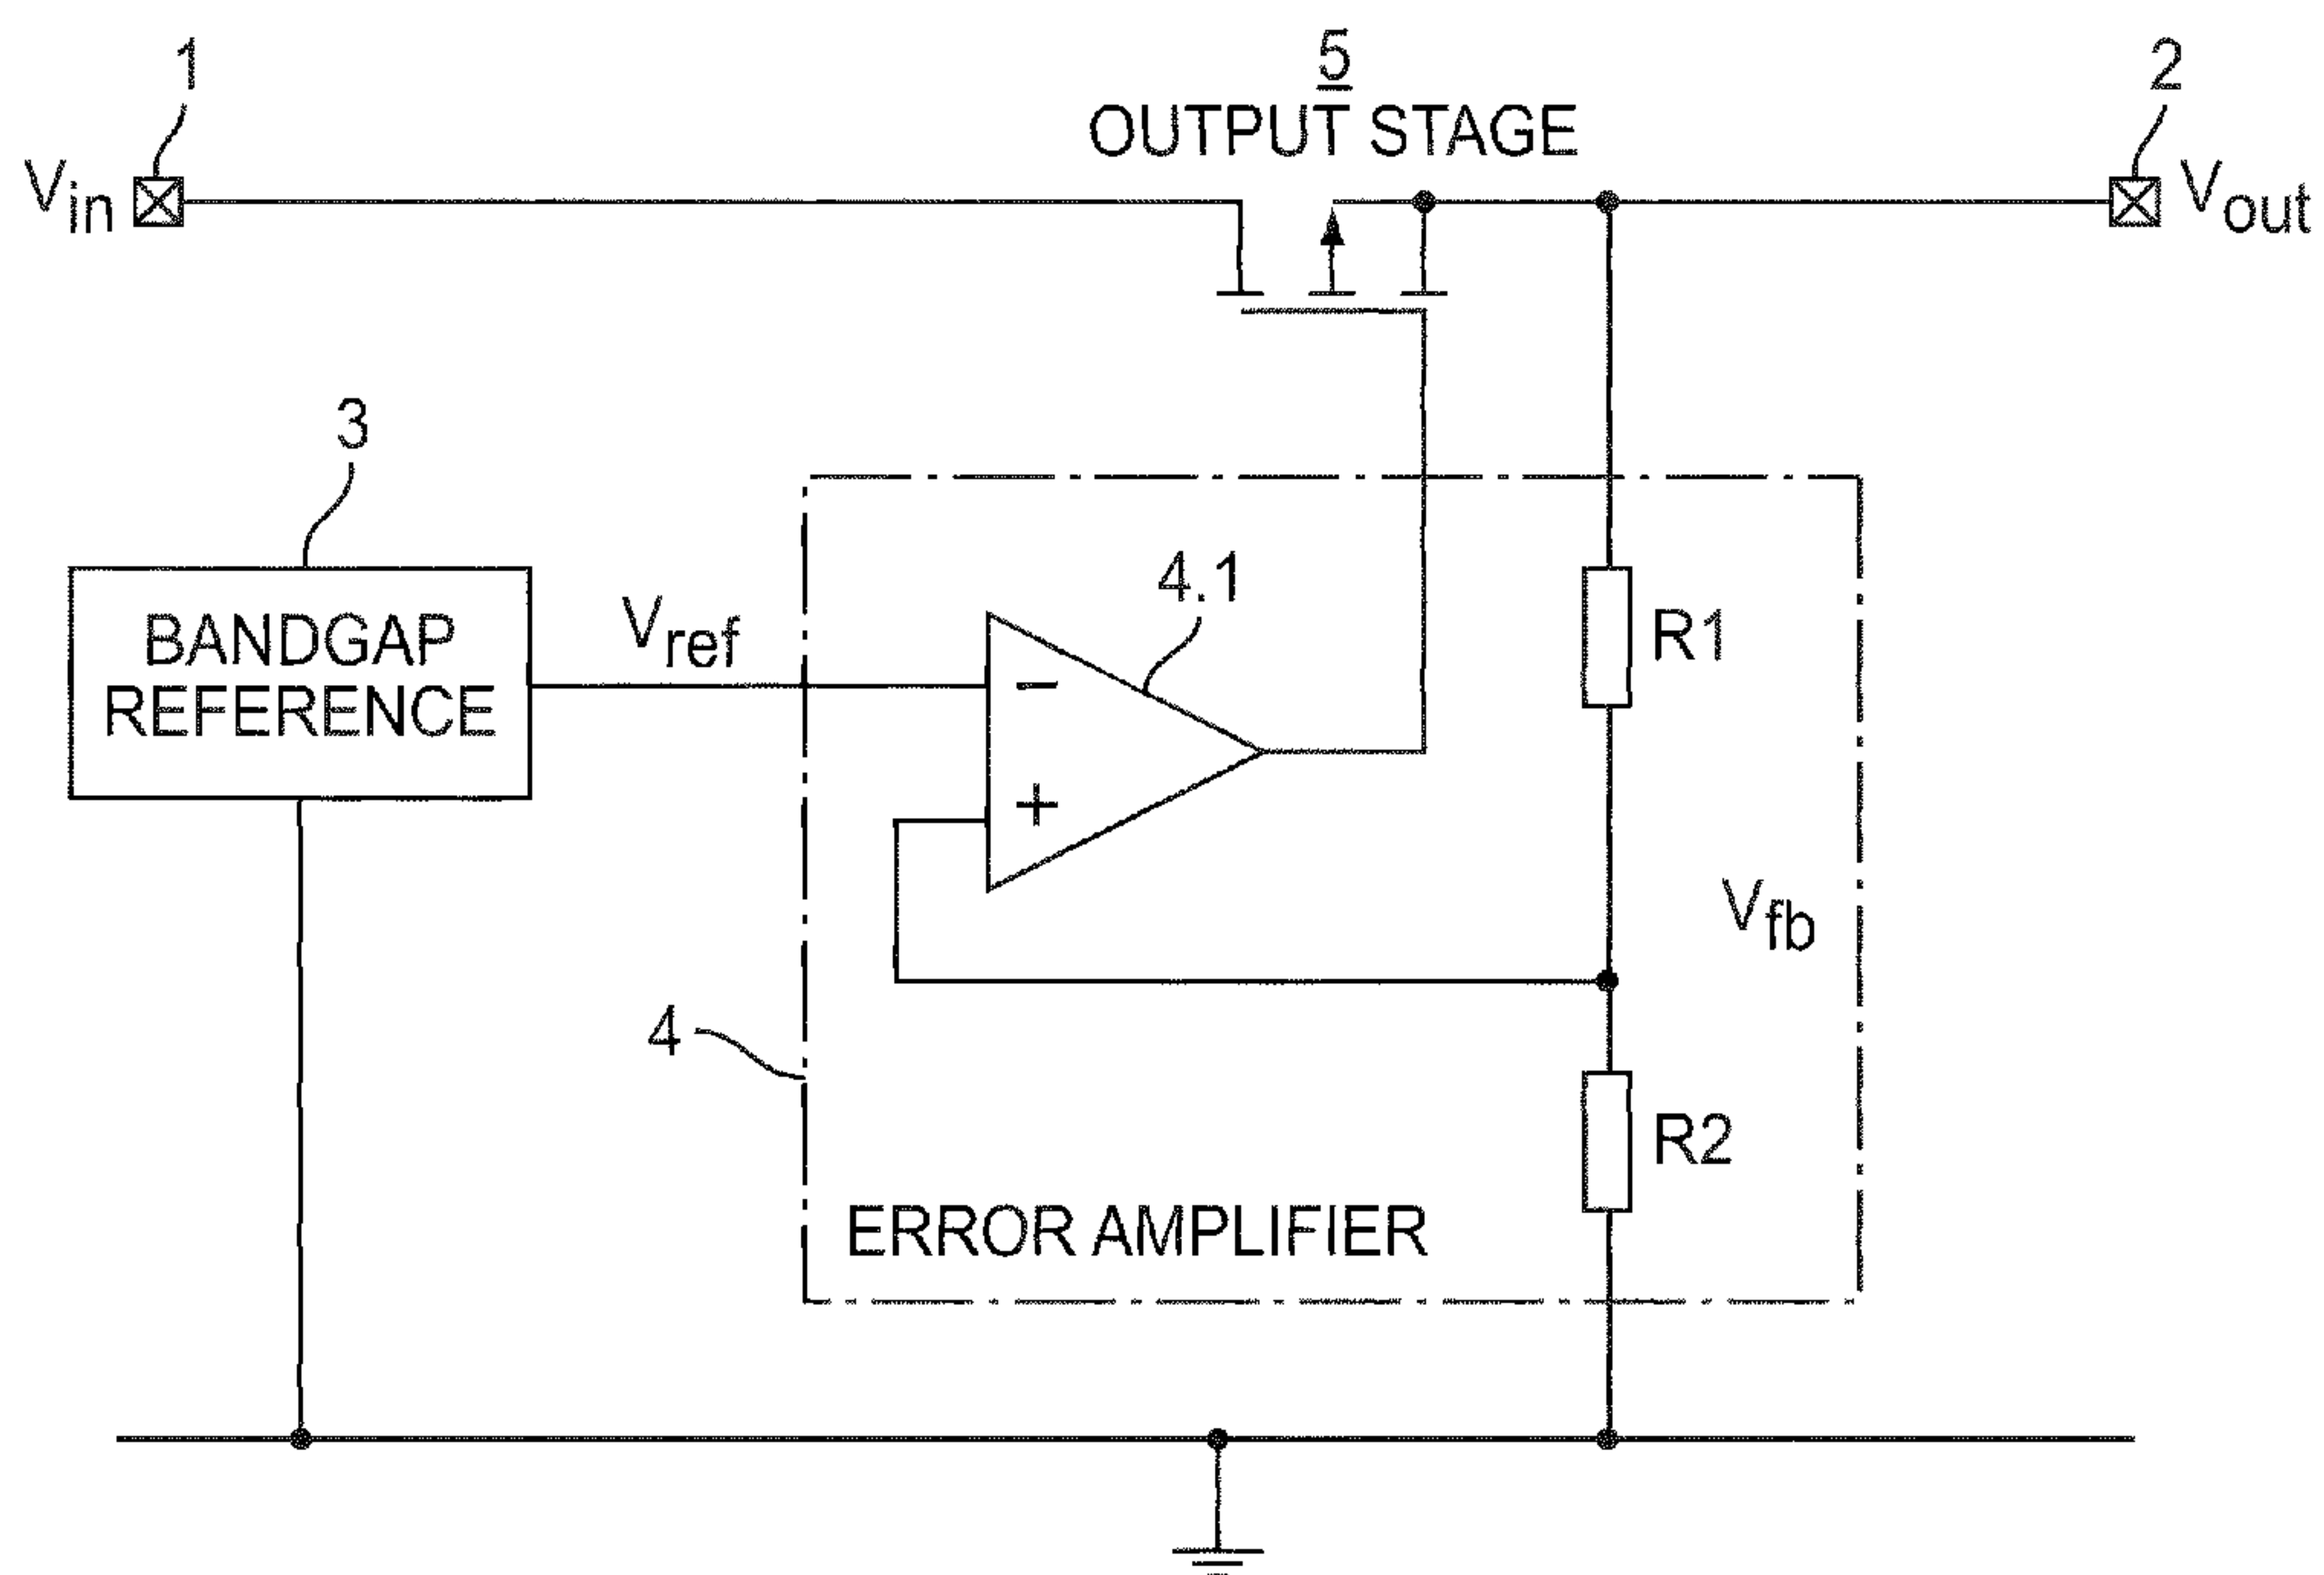 1
5
2
OUTPUT STAGE
Vin
Vout
3
4.1
BANDGAP
REFERENCE
Vref
−
+
R1
Vfb
4
R2
ERROR AMPLIFIER